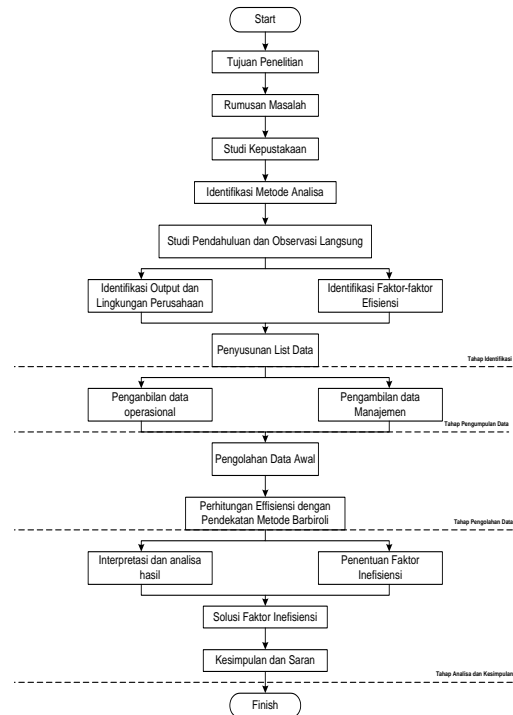 Start
Tujuan Penelitian
Rumusan Masalah
Studi Kepustakaan
Identifikasi Metode Analisa
Studi Pendahuluan dan Observasi Langsung
Identifikasi Output dan
Lingkungan Perusahaan
Identifikasi Faktor-faktor
Efisiensi
Penyusunan List Data
Tahap Identifikasi
Penganbilan data
operasional
Pengambilan data
Manajemen
Tahap Pengumpulan Data
Pengolahan Data Awal
Perhitungan Effisiensi dengan
Pendekatan Metode Barbiroli
Tahap Pengolahan Data
Interpretasi dan analisa
hasil
Penentuan Faktor
Inefisiensi
Solusi Faktor Inefisiensi
Kesimpulan dan Saran
Tahap Analisa dan Kesimpulan
Finish